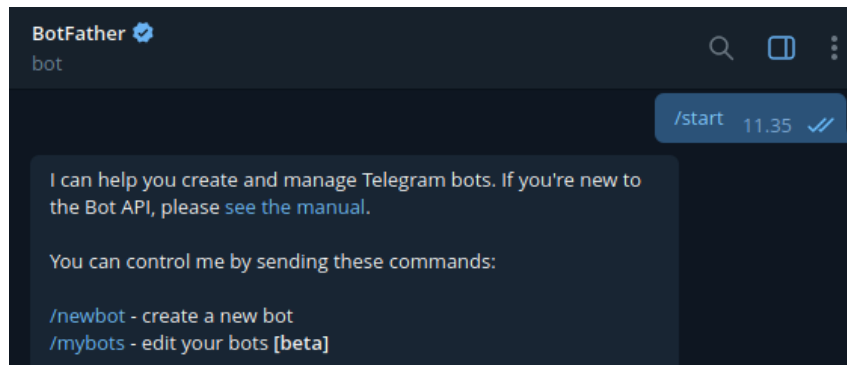 BotFather
bot
/start 11.35
I can help you create and manage Telegram bots. If you're new to
the Bot API, please see the manual.
You can control me by sending these commands:
/newbot - create a new bot
/mybots - edit your bots [beta]